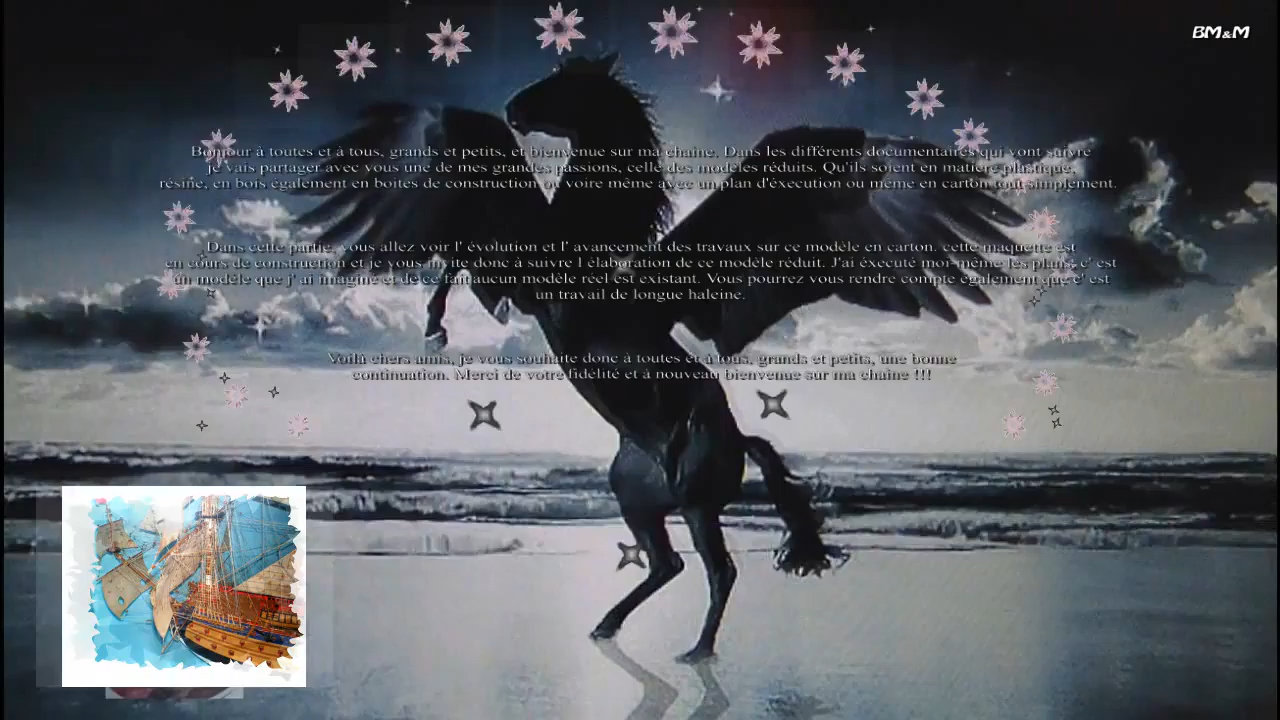 BM&M
Bonjour à toutes et à tous, grands et petits, et bienvenue sur ma chaîne. Dans les différents documentaires qui vont suivre
je vais partager avec vous une de mes grandes passions, celle des modèles réduits. Qu'ils soient en matière plastique,
résine, en bois également en boites de construction ou voire même avec un plan d'éxecution ou même en carton tout simplement.
Dans cette partie, vous allez voir l' évolution et l' avancement des travaux sur ce modèle en carton. cette maquette est
en cours de construction et je vous invite donc à suivre l élaboration de ce modèle réduit. J'ai éxecuté moi-même les plans, c' est
un modèle que j' ai imaginé et de ce fait aucun modèle réel est existant. Vous pourrez vous rendre compte également que c' est
un travail de longue haleine.
Voilà chers amis, je vous souhaite donc à toutes et à tous, grands et petits, une bonne
continuation. Merci de votre fidélité et à nouveau bienvenue sur ma chaîne !!!